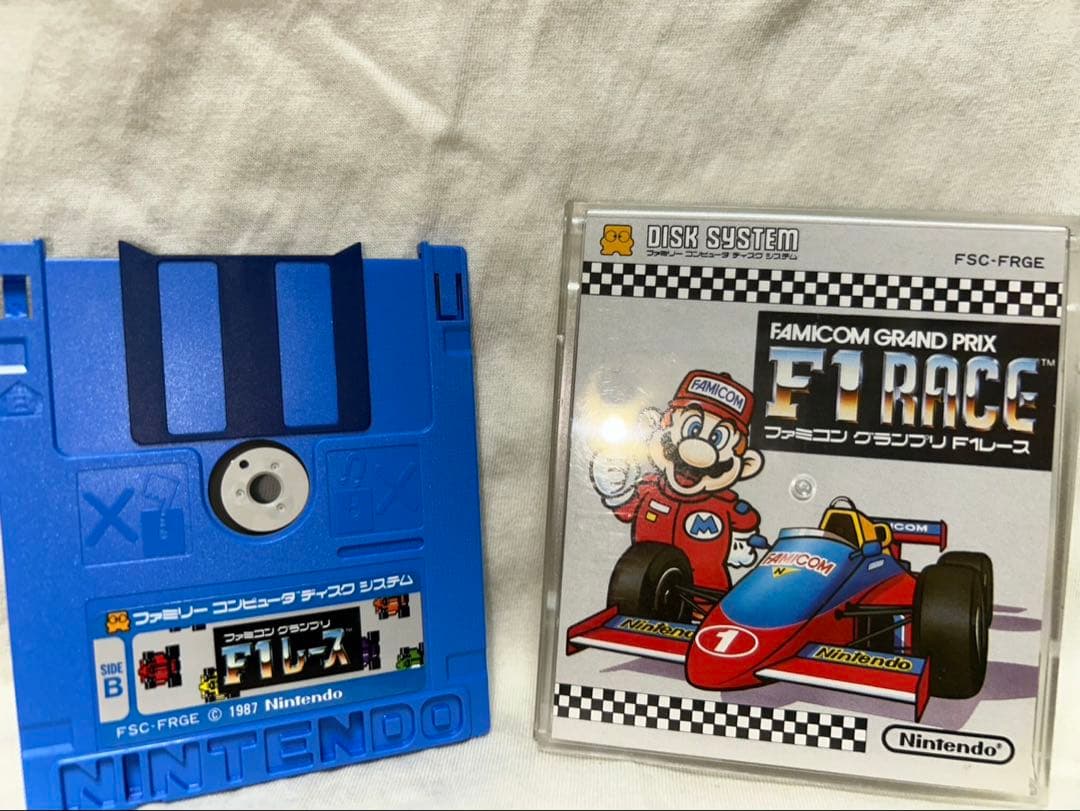 ファミリー コンピュータ ディスク システム
SIDE
B
ファミコン グランプリ
F1レース™
FSC-FRGE © 1987 Nintendo
NINTENDO
DISK SYSTEM
ファミリー コンピュータ ディスク システム
FSC-FRGE
FAMICOM GRAND PRIX
F1 RACE™
ファミコン グランプリ F1レース
FAMICOM
M
FAMICOM
N
1
Nintendo
Nintendo
Nintendo®